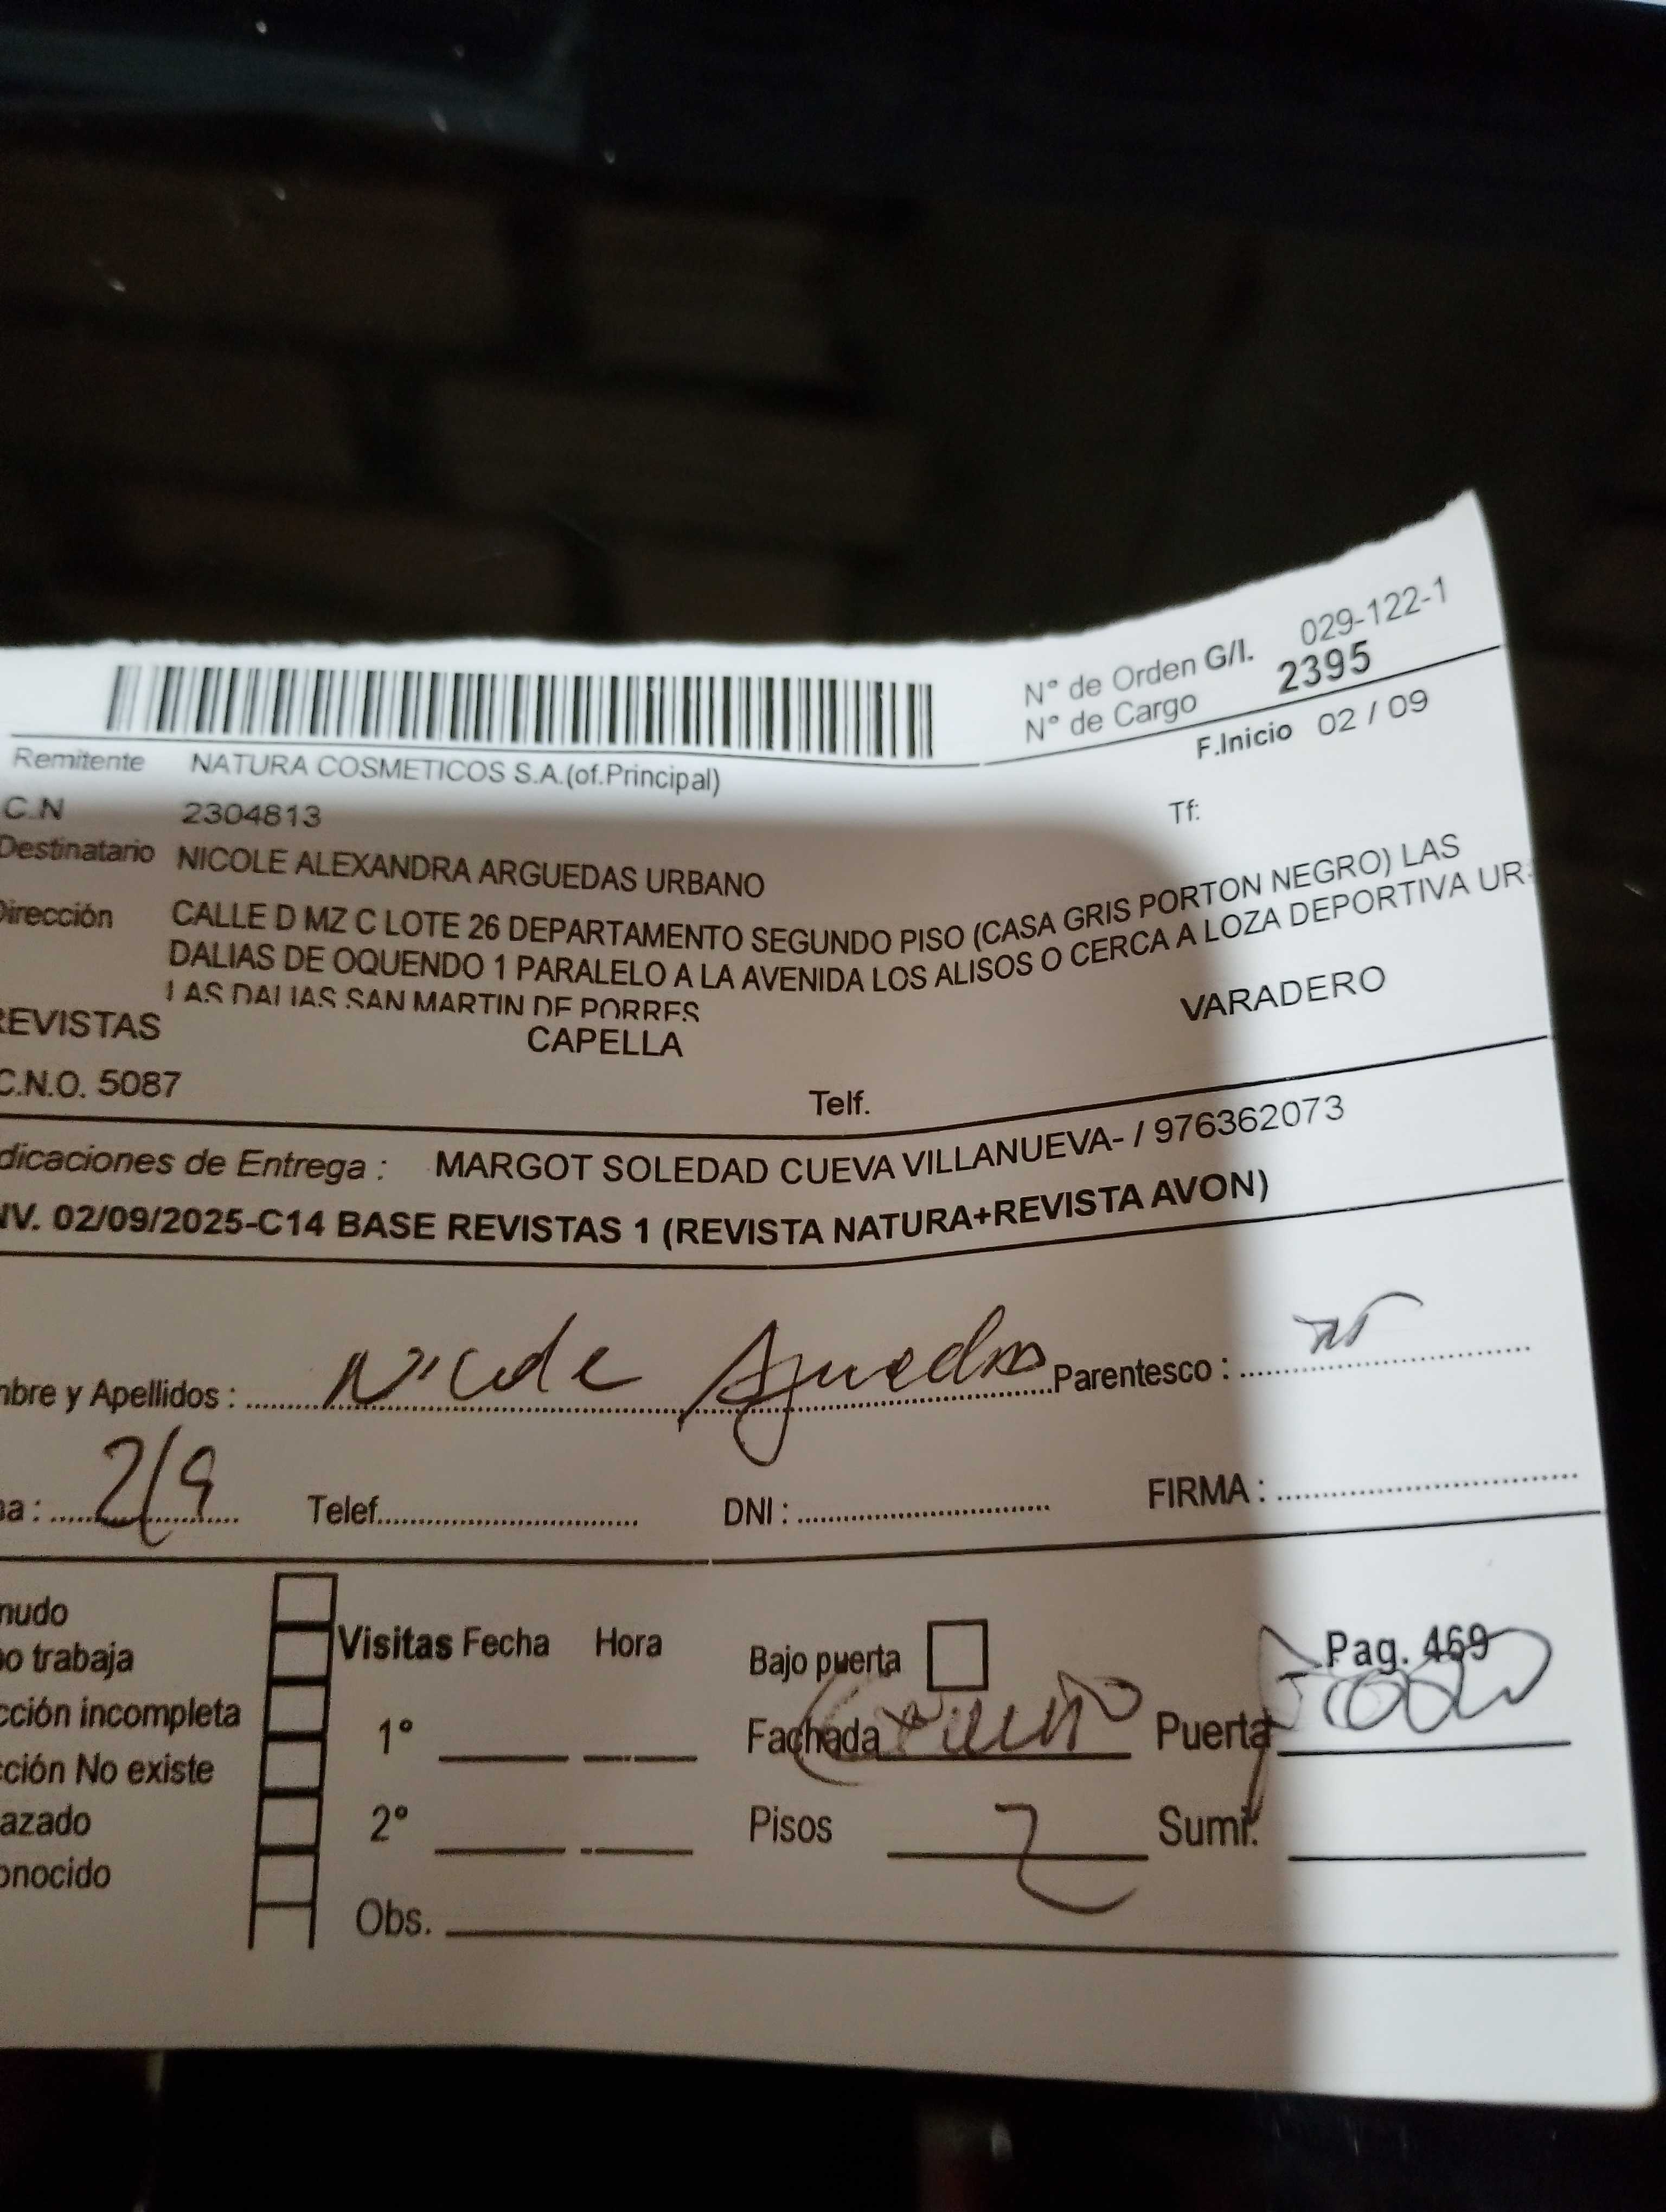 N° de Orden G/I. 029-122-1
N° de Cargo 2395
F.Inicio 02 / 09
Remitente NATURA COSMETICOS S.A.(of.Principal)
C.N 2304813 Tf:
Destinatario NICOLE ALEXANDRA ARGUEDAS URBANO
Dirección CALLE D MZ C LOTE 26 DEPARTAMENTO SEGUNDO PISO (CASA GRIS PORTON NEGRO) LAS
DALIAS DE OQUENDO 1 PARALELO A LA AVENIDA LOS ALISOS O CERCA A LOZA DEPORTIVA UR
LAS DALIAS SAN MARTIN DE PORRES
REVISTAS CAPELLA VARADERO
C.N.O. 5087 Telf.
dicaciones de Entrega : MARGOT SOLEDAD CUEVA VILLANUEVA- / 976362073
NV. 02/09/2025-C14 BASE REVISTAS 1 (REVISTA NATURA+REVISTA AVON)
mbre y Apellidos : Nicole Arguedas Parentesco :
ha : 2/9 Telef. DNI : FIRMA :
nudo
Visitas Fecha Hora Bajo puerta Pag. 469
o trabaja
cción incompleta 1° Fachada Puerta
cción No existe
azado 2° Pisos 2 Sumi.
onocido
Obs.